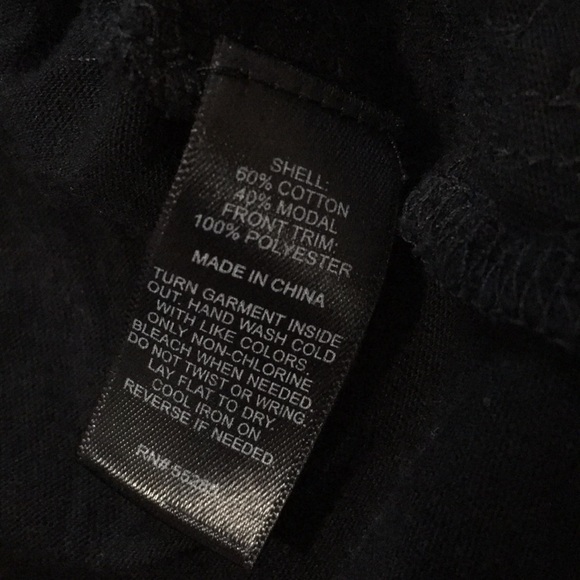 SHELL:
60% COTTON
40% MODAL
FRONT TRIM:
100% POLYESTER
MADE IN CHINA
TURN GARMENT INSIDE
OUT. HAND WASH COLD
WITH LIKE COLORS.
ONLY NON-CHLORINE
BLEACH WHEN NEEDED.
DO NOT TWIST OR WRING.
LAY FLAT TO DRY
COOL IRON ON
REVERSE IF NEEDED
RN#